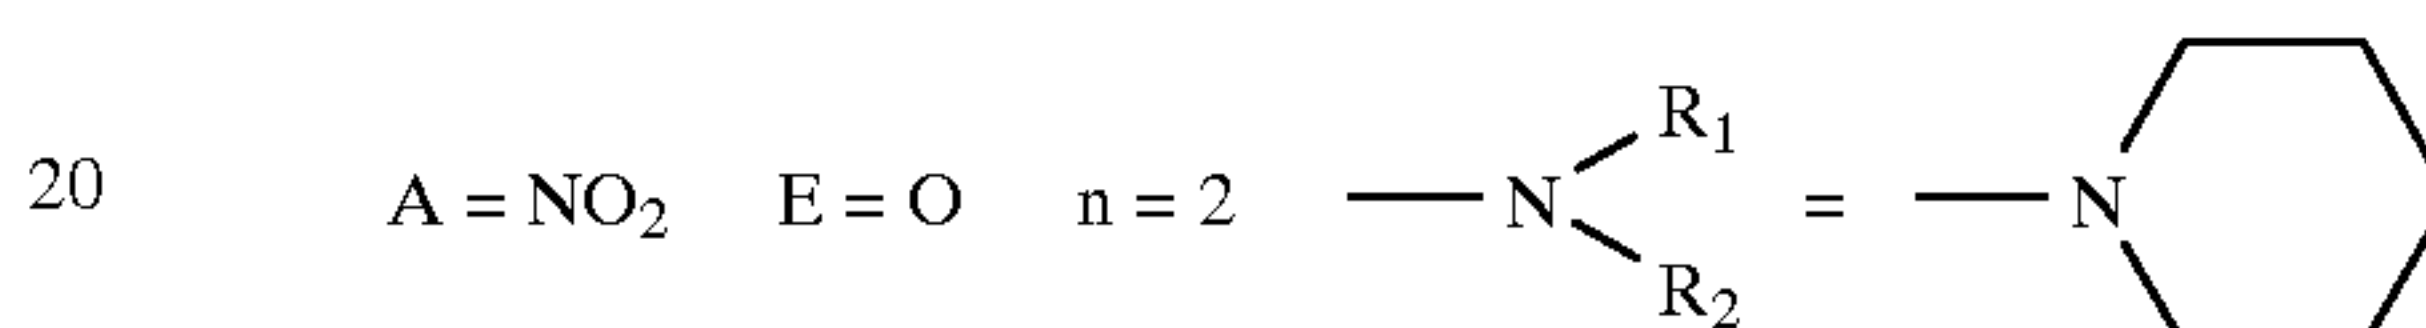 20 A = NO₂ E = O n = 2 —N R₁ R₂ = —N